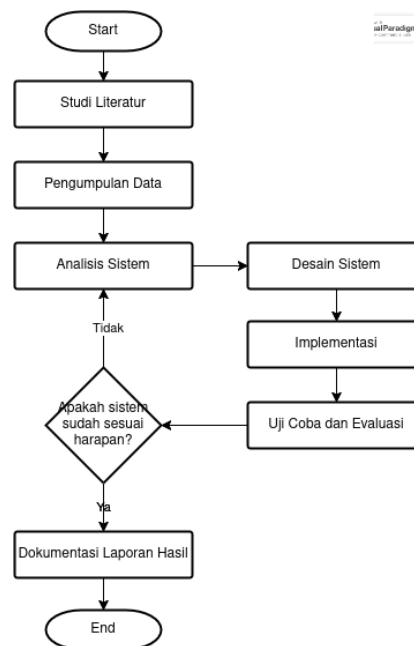 Start
ualParadigm
Studi Literatur
Pengumpulan Data
Analisis Sistem
Desain Sistem
Tidak
Implementasi
Apakah sistem
sudah sesuai
harapan?
Uji Coba dan Evaluasi
Ya
Dokumentasi Laporan Hasil
End